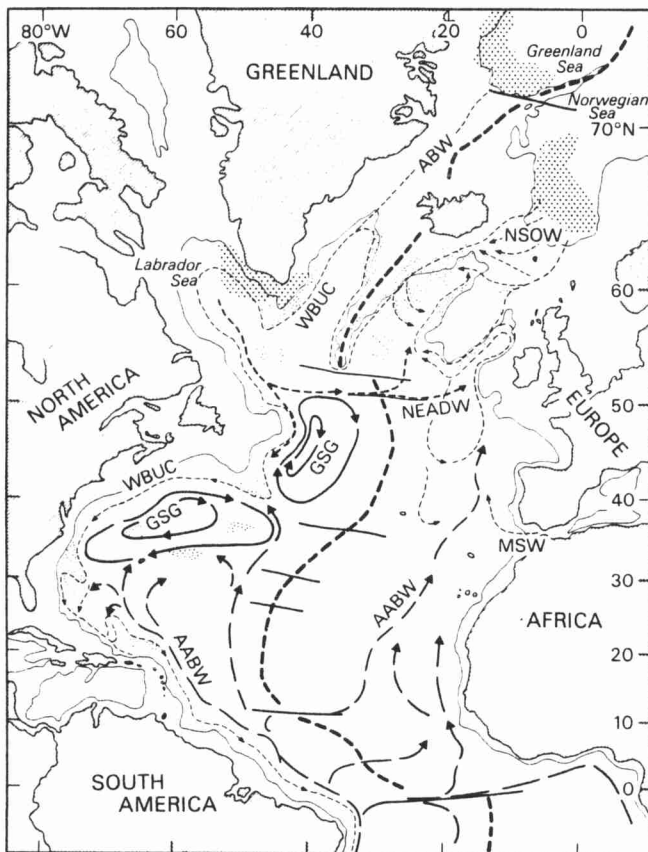 80°W 60 40 20 0
GREENLAND
Greenland
Sea
Norwegian
Sea
70°N
ABW
NSOW
Labrador
Sea
WBUC
60
NORTH
AMERICA
EUROPE
NEADW
50
GSG
WBUC
GSG
40
MSW
30
AABW
AABW
AFRICA
20
10
SOUTH
AMERICA
0